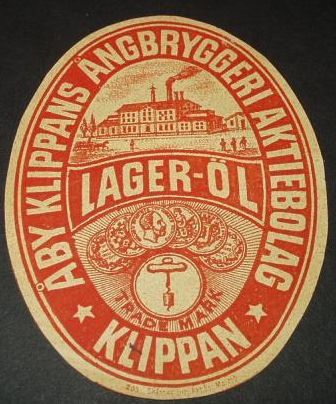 ÅBY KLIPPANS ÅNGBRYGGERI AKTIEBOLAG
LAGER-ÖL
TRADE MARK
KLIPPAN